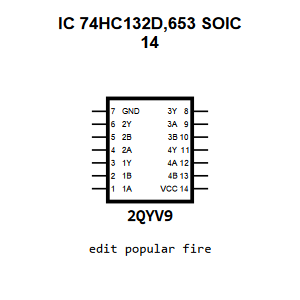 IC 74HC132D,653 SOIC
14
7 GND 3Y 8
6 2Y 3A 9
5 2B 3B 10
4 2A 4Y 11
3 1Y 4A 12
2 1B 4B 13
1 1A VCC 14
2QYV9
edit popular fire